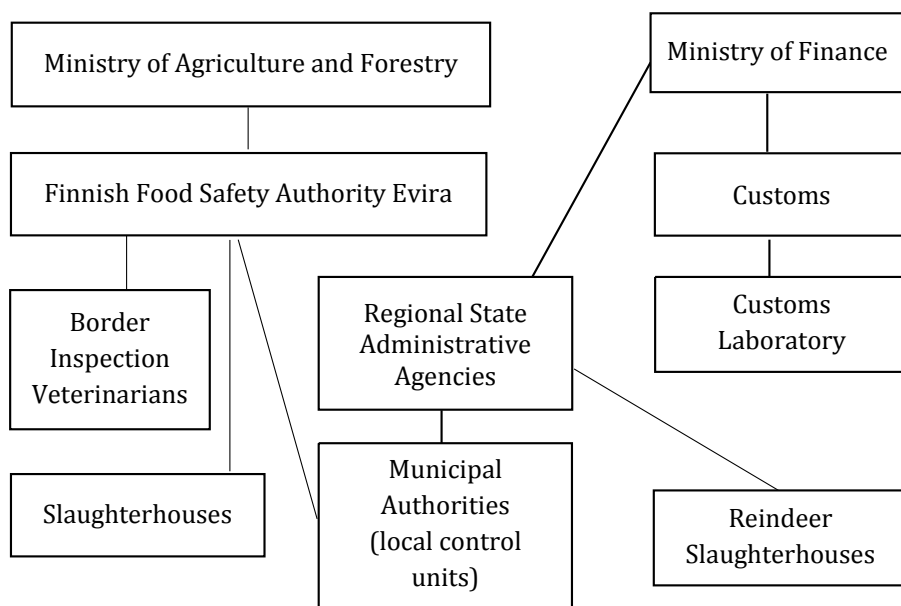 Ministry of Agriculture and Forestry
Ministry of Finance
Finnish Food Safety Authority Evira
Customs
Border
Inspection
Veterinarians
Regional State
Administrative
Agencies
Customs
Laboratory
Slaughterhouses
Municipal
Authorities
(local control
units)
Reindeer
Slaughterhouses